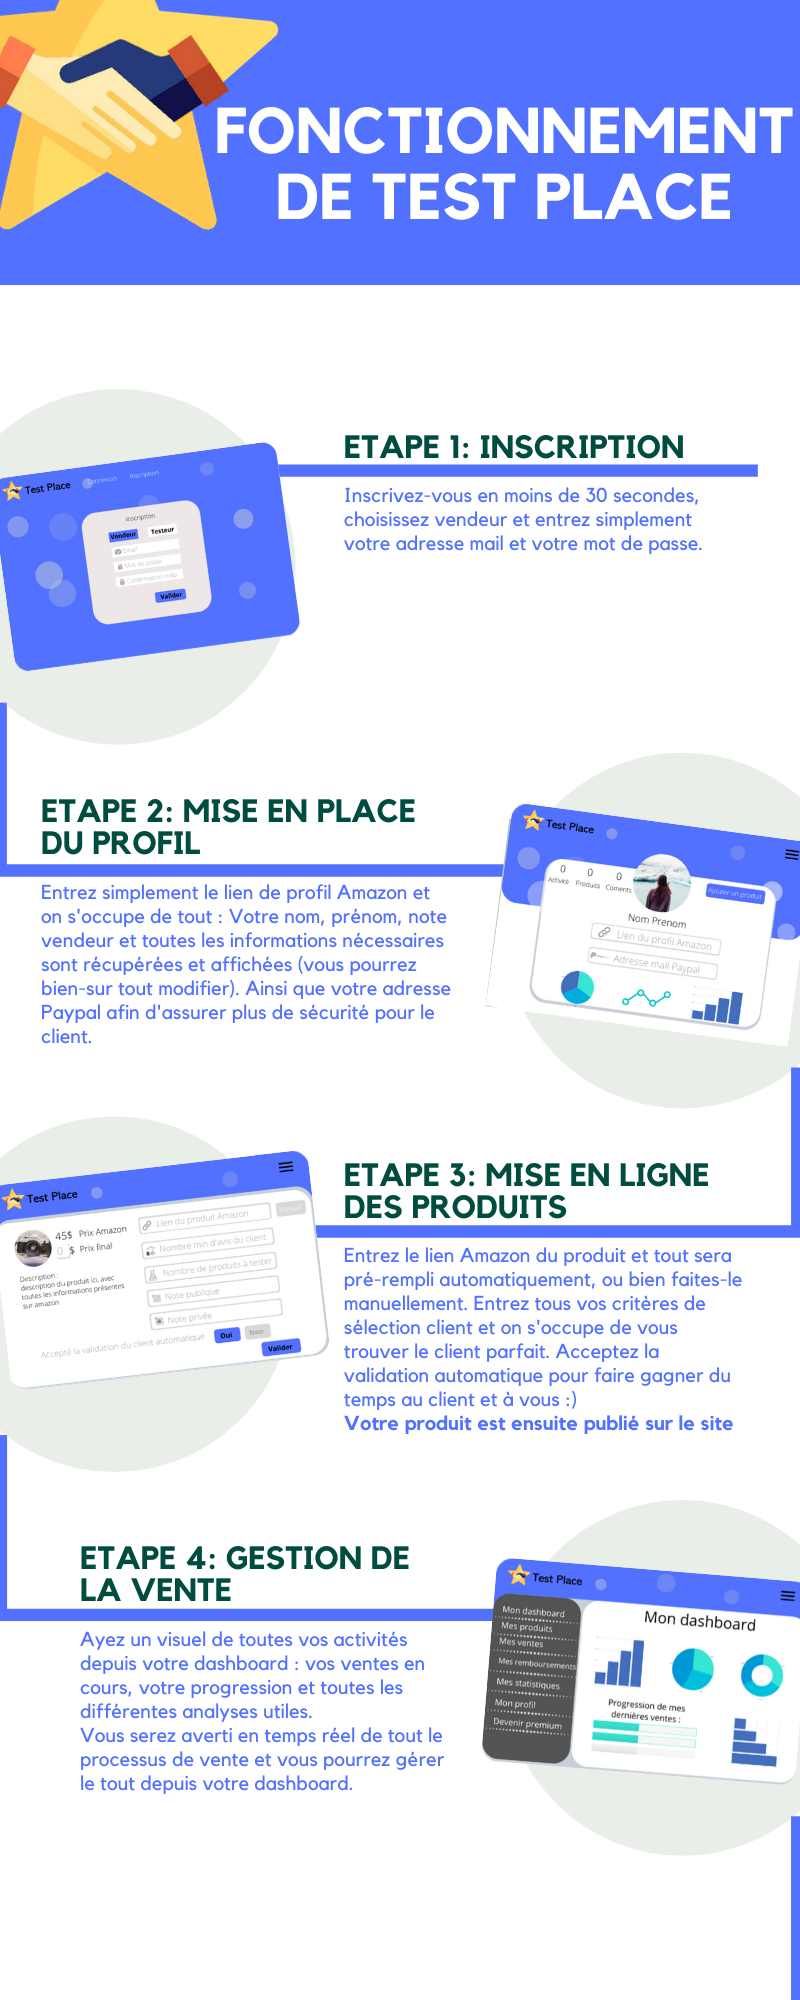 FONCTIONNEMENT
DE TEST PLACE
ETAPE 1: INSCRIPTION
Inscrivez-vous en moins de 30 secondes,
choisissez vendeur et entrez simplement
votre adresse mail et votre mot de passe.
Test Place
Connexion
Inscription
Inscription
Vendeur
Testeur
Email
Mot de passe
Confirmation mdp
Valider
ETAPE 2: MISE EN PLACE
DU PROFIL
Entrez simplement le lien de profil Amazon et
on s'occupe de tout : Votre nom, prénom, note
vendeur et toutes les informations nécessaires
sont récupérées et affichées (vous pourrez
bien-sur tout modifier). Ainsi que votre adresse
Paypal afin d'assurer plus de sécurité pour le
client.
Test Place
0 0 0
Activité Produits Coments
Ajouter un produit
Nom Prenom
Lien du profil Amazon
Adresse mail Paypal
Test Place
45$ Prix Amazon
0 $ Prix final
Description :
description du produit ici, avec
toutes les informations présentes
sur amazon
Lien du produit Amazon
Nombre min d'avis du client
Nombre de produits à tester
Note publique
Note privée
Accepté la validation du client automatique
Oui
Non
Valider
ETAPE 3: MISE EN LIGNE
DES PRODUITS
Entrez le lien Amazon du produit et tout sera
pré-rempli automatiquement, ou bien faites-le
manuellement. Entrez tous vos critères de
sélection client et on s'occupe de vous
trouver le client parfait. Acceptez la
validation automatique pour faire gagner du
temps au client et à vous :)
Votre produit est ensuite publié sur le site
ETAPE 4: GESTION DE
LA VENTE
Ayez un visuel de toutes vos activités
depuis votre dashboard : vos ventes en
cours, votre progression et toutes les
différentes analyses utiles.
Vous serez averti en temps réel de tout le
processus de vente et vous pourrez gérer
le tout depuis votre dashboard.
Test Place
Mon dashboard
Mes produits
Mes ventes
Mes remboursements
Mes statistiques
Mon profil
Devenir premium
Mon dashboard
Progression de mes
dernières ventes :